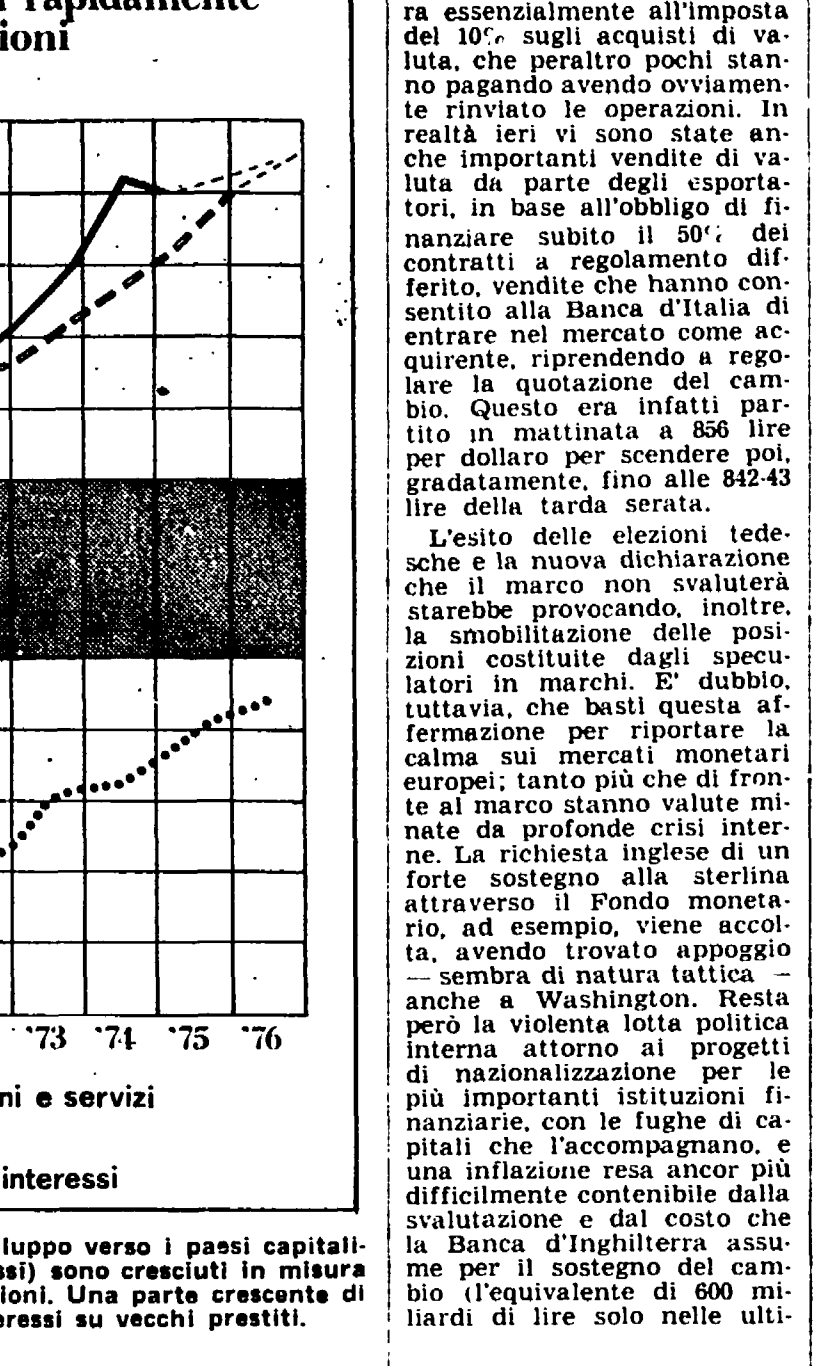 rapidamente
ioni
'73 '74 '75 '76
ni e servizi
interessi
luppo verso i paesi capitali-
ssi) sono cresciuti in misura
ioni. Una parte crescente di
eressi su vecchi prestiti.
ra essenzialmente all'imposta
del 10% sugli acquisti di va-
luta, che peraltro pochi stan-
no pagando avendo ovviamen-
te rinviato le operazioni. In
realtà ieri vi sono state an-
che importanti vendite di va-
luta da parte degli esporta-
tori, in base all'obbligo di fi-
nanziare subito il 50% dei
contratti a regolamento dif-
ferito, vendite che hanno con-
sentito alla Banca d'Italia di
entrare nel mercato come ac-
quirente, riprendendo a rego-
lare la quotazione del cam-
bio. Questo era infatti par-
tito in mattinata a 856 lire
per dollaro per scendere poi,
gradatamente, fino alle 842-43
lire della tarda serata.
L'esito delle elezioni tede-
sche e la nuova dichiarazione
che il marco non svaluterà
starebbe provocando, inoltre,
la smobilitazione delle posi-
zioni costituite dagli specu-
latori in marchi. E' dubbio,
tuttavia, che basti questa af-
fermazione per riportare la
calma sui mercati monetari
europei; tanto più che di fron-
te al marco stanno valute mi-
nate da profonde crisi inter-
ne. La richiesta inglese di un
forte sostegno alla sterlina
attraverso il Fondo moneta-
rio, ad esempio, viene accol-
ta, avendo trovato appoggio
— sembra di natura tattica —
anche a Washington. Resta
però la violenta lotta politica
interna attorno ai progetti
di nazionalizzazione per le
più importanti istituzioni fi-
nanziarie, con le fughe di ca-
pitali che l'accompagnano, e
una inflazione resa ancor più
difficilmente contenibile dalla
svalutazione e dal costo che
la Banca d'Inghilterra assu-
me per il sostegno del cam-
bio (l'equivalente di 600 mi-
liardi di lire solo nelle ulti-